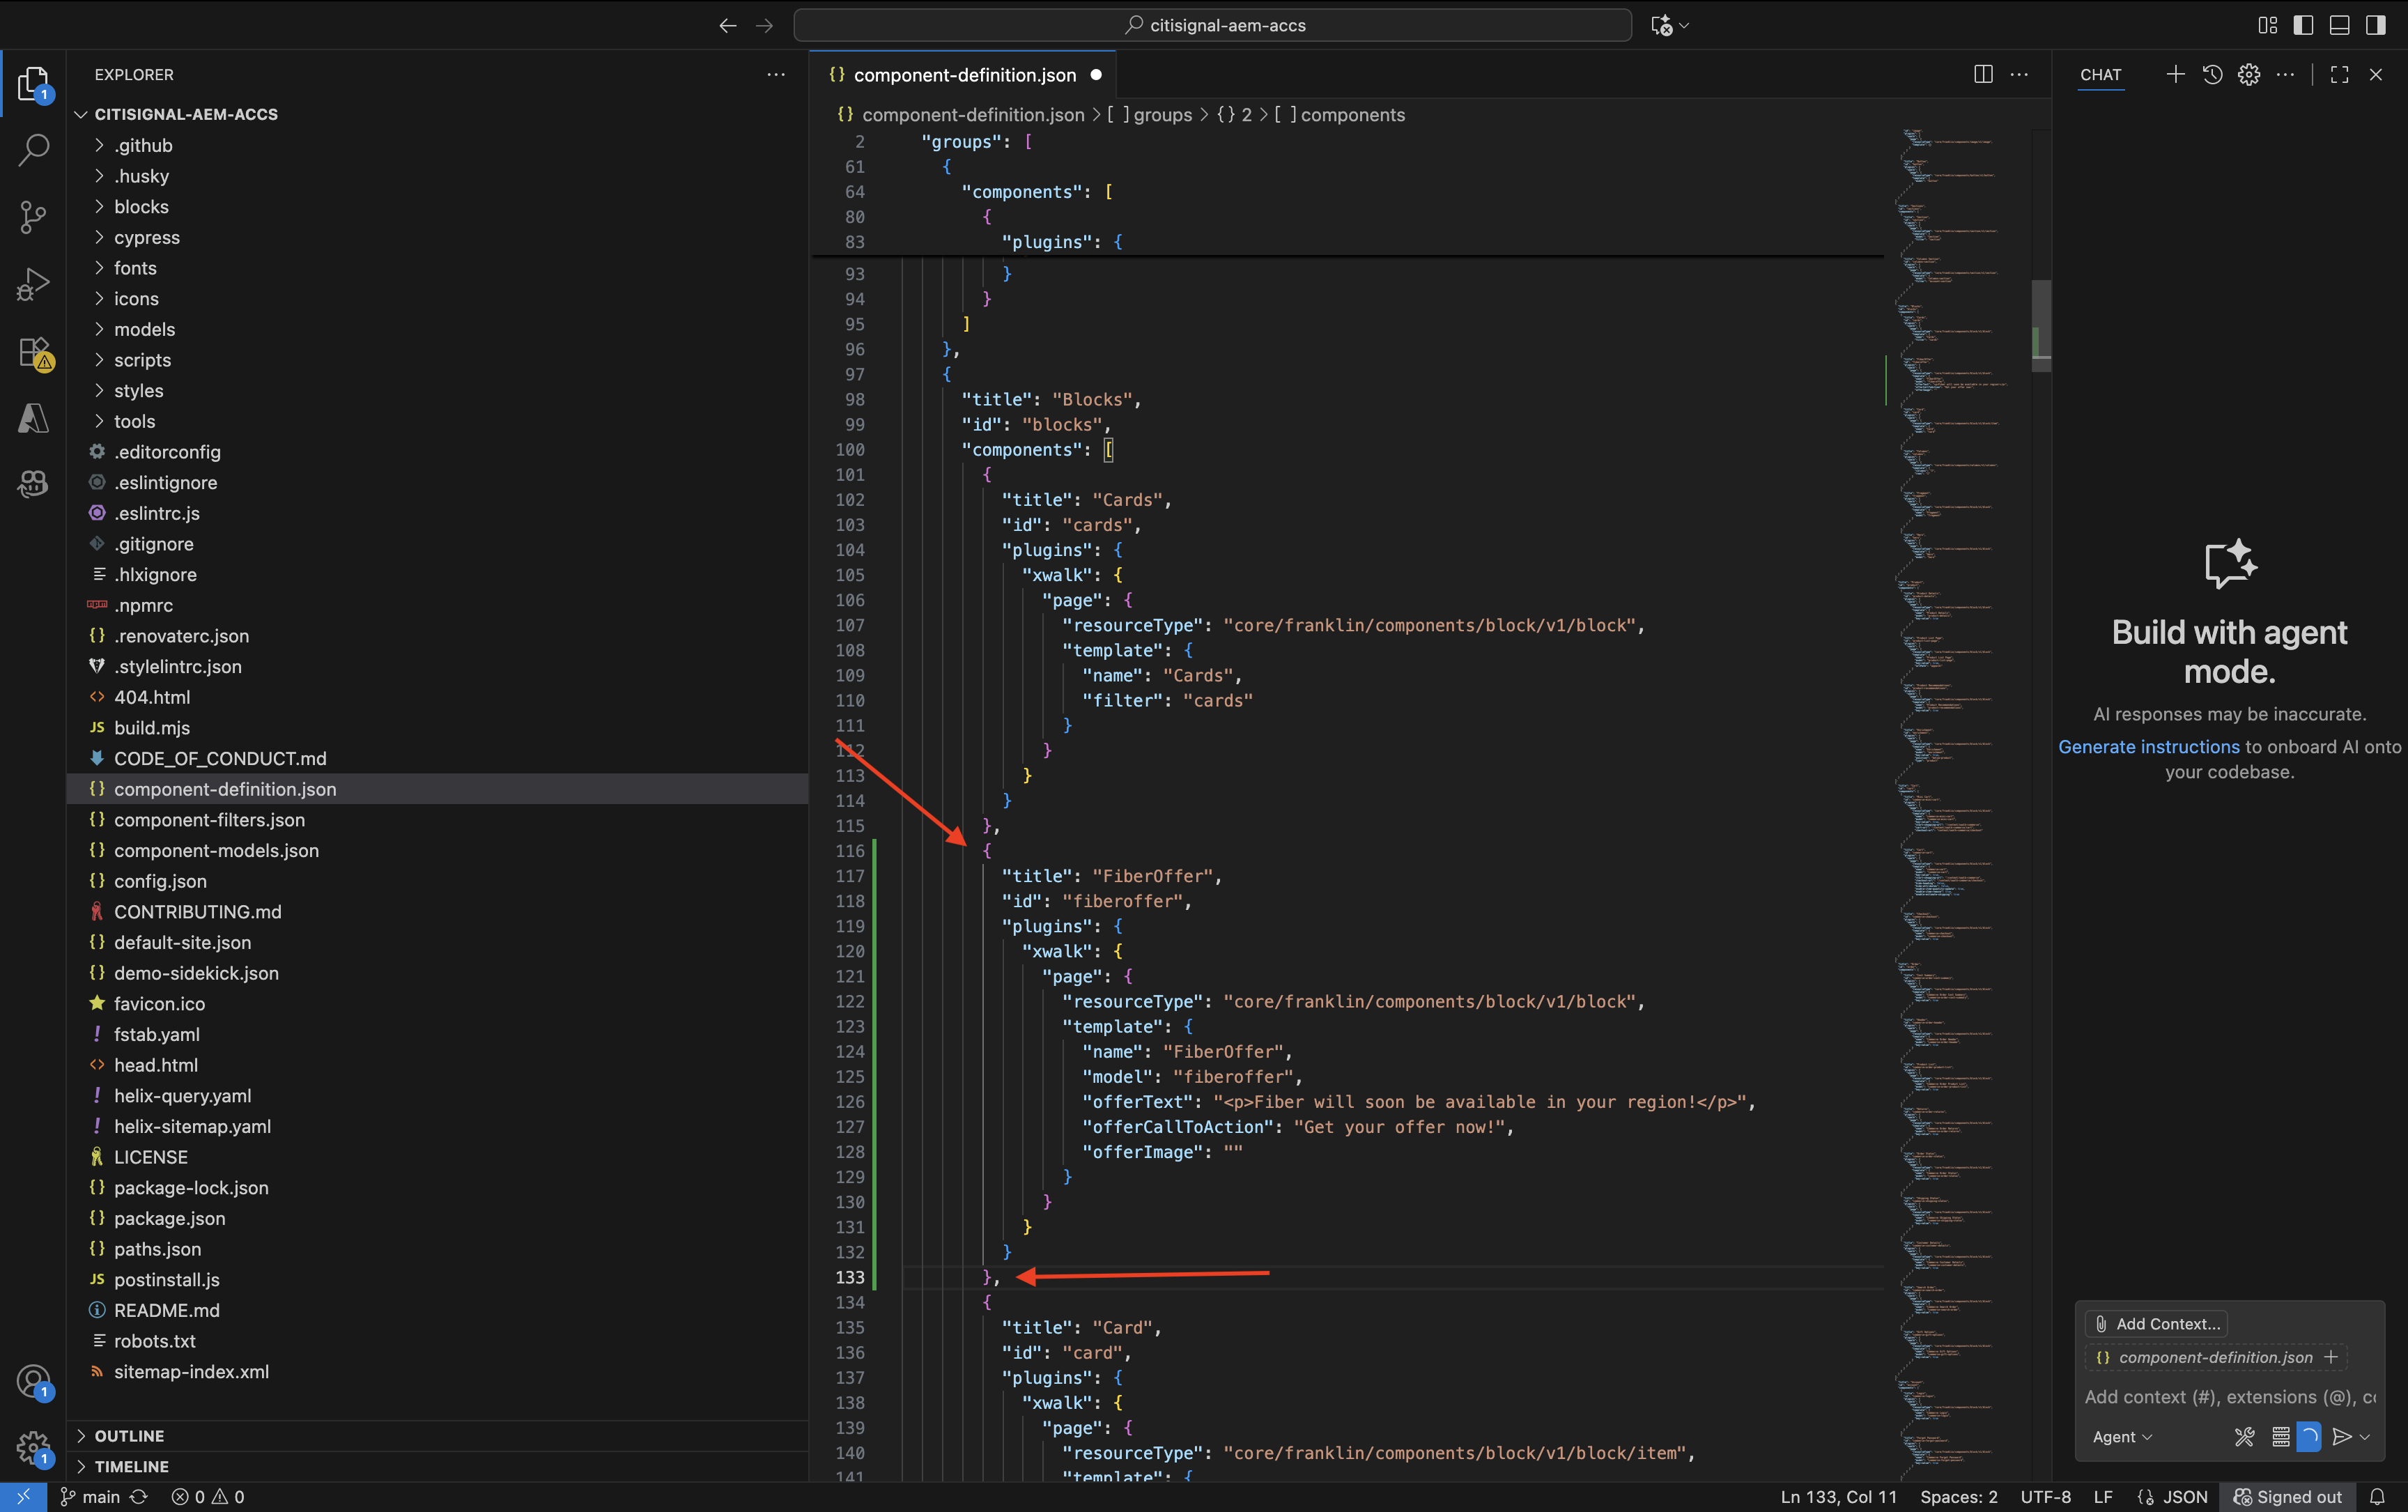 citisignal-aem-accs
EXPLORER
CITISIGNAL-AEM-ACCS
.github
.husky
blocks
cypress
fonts
icons
models
scripts
styles
tools
.editorconfig
.eslintignore
.eslintrc.js
.gitignore
.hlxignore
.npmrc
.renovaterc.json
.stylelintrc.json
404.html
build.mjs
CODE_OF_CONDUCT.md
component-definition.json
component-filters.json
component-models.json
config.json
CONTRIBUTING.md
default-site.json
demo-sidekick.json
favicon.ico
fstab.yaml
head.html
helix-query.yaml
helix-sitemap.yaml
LICENSE
package-lock.json
package.json
paths.json
postinstall.js
README.md
robots.txt
sitemap-index.xml
OUTLINE
TIMELINE
1
1
1
{} component-definition.json
{} component-definition.json > [ ] groups > {} 2 > [ ] components
2 "groups": [
61 {
64 "components": [
80 {
83 "plugins": {
93 }
94 }
95 ]
96 },
97 {
98 "title": "Blocks",
99 "id": "blocks",
100 "components": [
101 {
102 "title": "Cards",
103 "id": "cards",
104 "plugins": {
105 "xwalk": {
106 "page": {
107 "resourceType": "core/franklin/components/block/v1/block",
108 "template": {
109 "name": "Cards",
110 "filter": "cards"
111 }
112 }
113 }
114 }
115 },
116 {
117 "title": "FiberOffer",
118 "id": "fiberoffer",
119 "plugins": {
120 "xwalk": {
121 "page": {
122 "resourceType": "core/franklin/components/block/v1/block",
123 "template": {
124 "name": "FiberOffer",
125 "model": "fiberoffer",
126 "offerText": "<p>Fiber will soon be available in your region!</p>",
127 "offerCallToAction": "Get your offer now!",
128 "offerImage": ""
129 }
130 }
131 }
132 }
133 },
134 {
135 "title": "Card",
136 "id": "card",
137 "plugins": {
138 "xwalk": {
139 "page": {
140 "resourceType": "core/franklin/components/block/v1/block/item",
141 "template": {
CHAT
Build with agent
mode.
AI responses may be inaccurate.
Generate instructions to onboard AI onto
your codebase.
Add Context...
{} component-definition.json +
Add context (#), extensions (@), co
Agent
main
0 0
Ln 133, Col 11
Spaces: 2
UTF-8
LF
{} JSON
Signed out